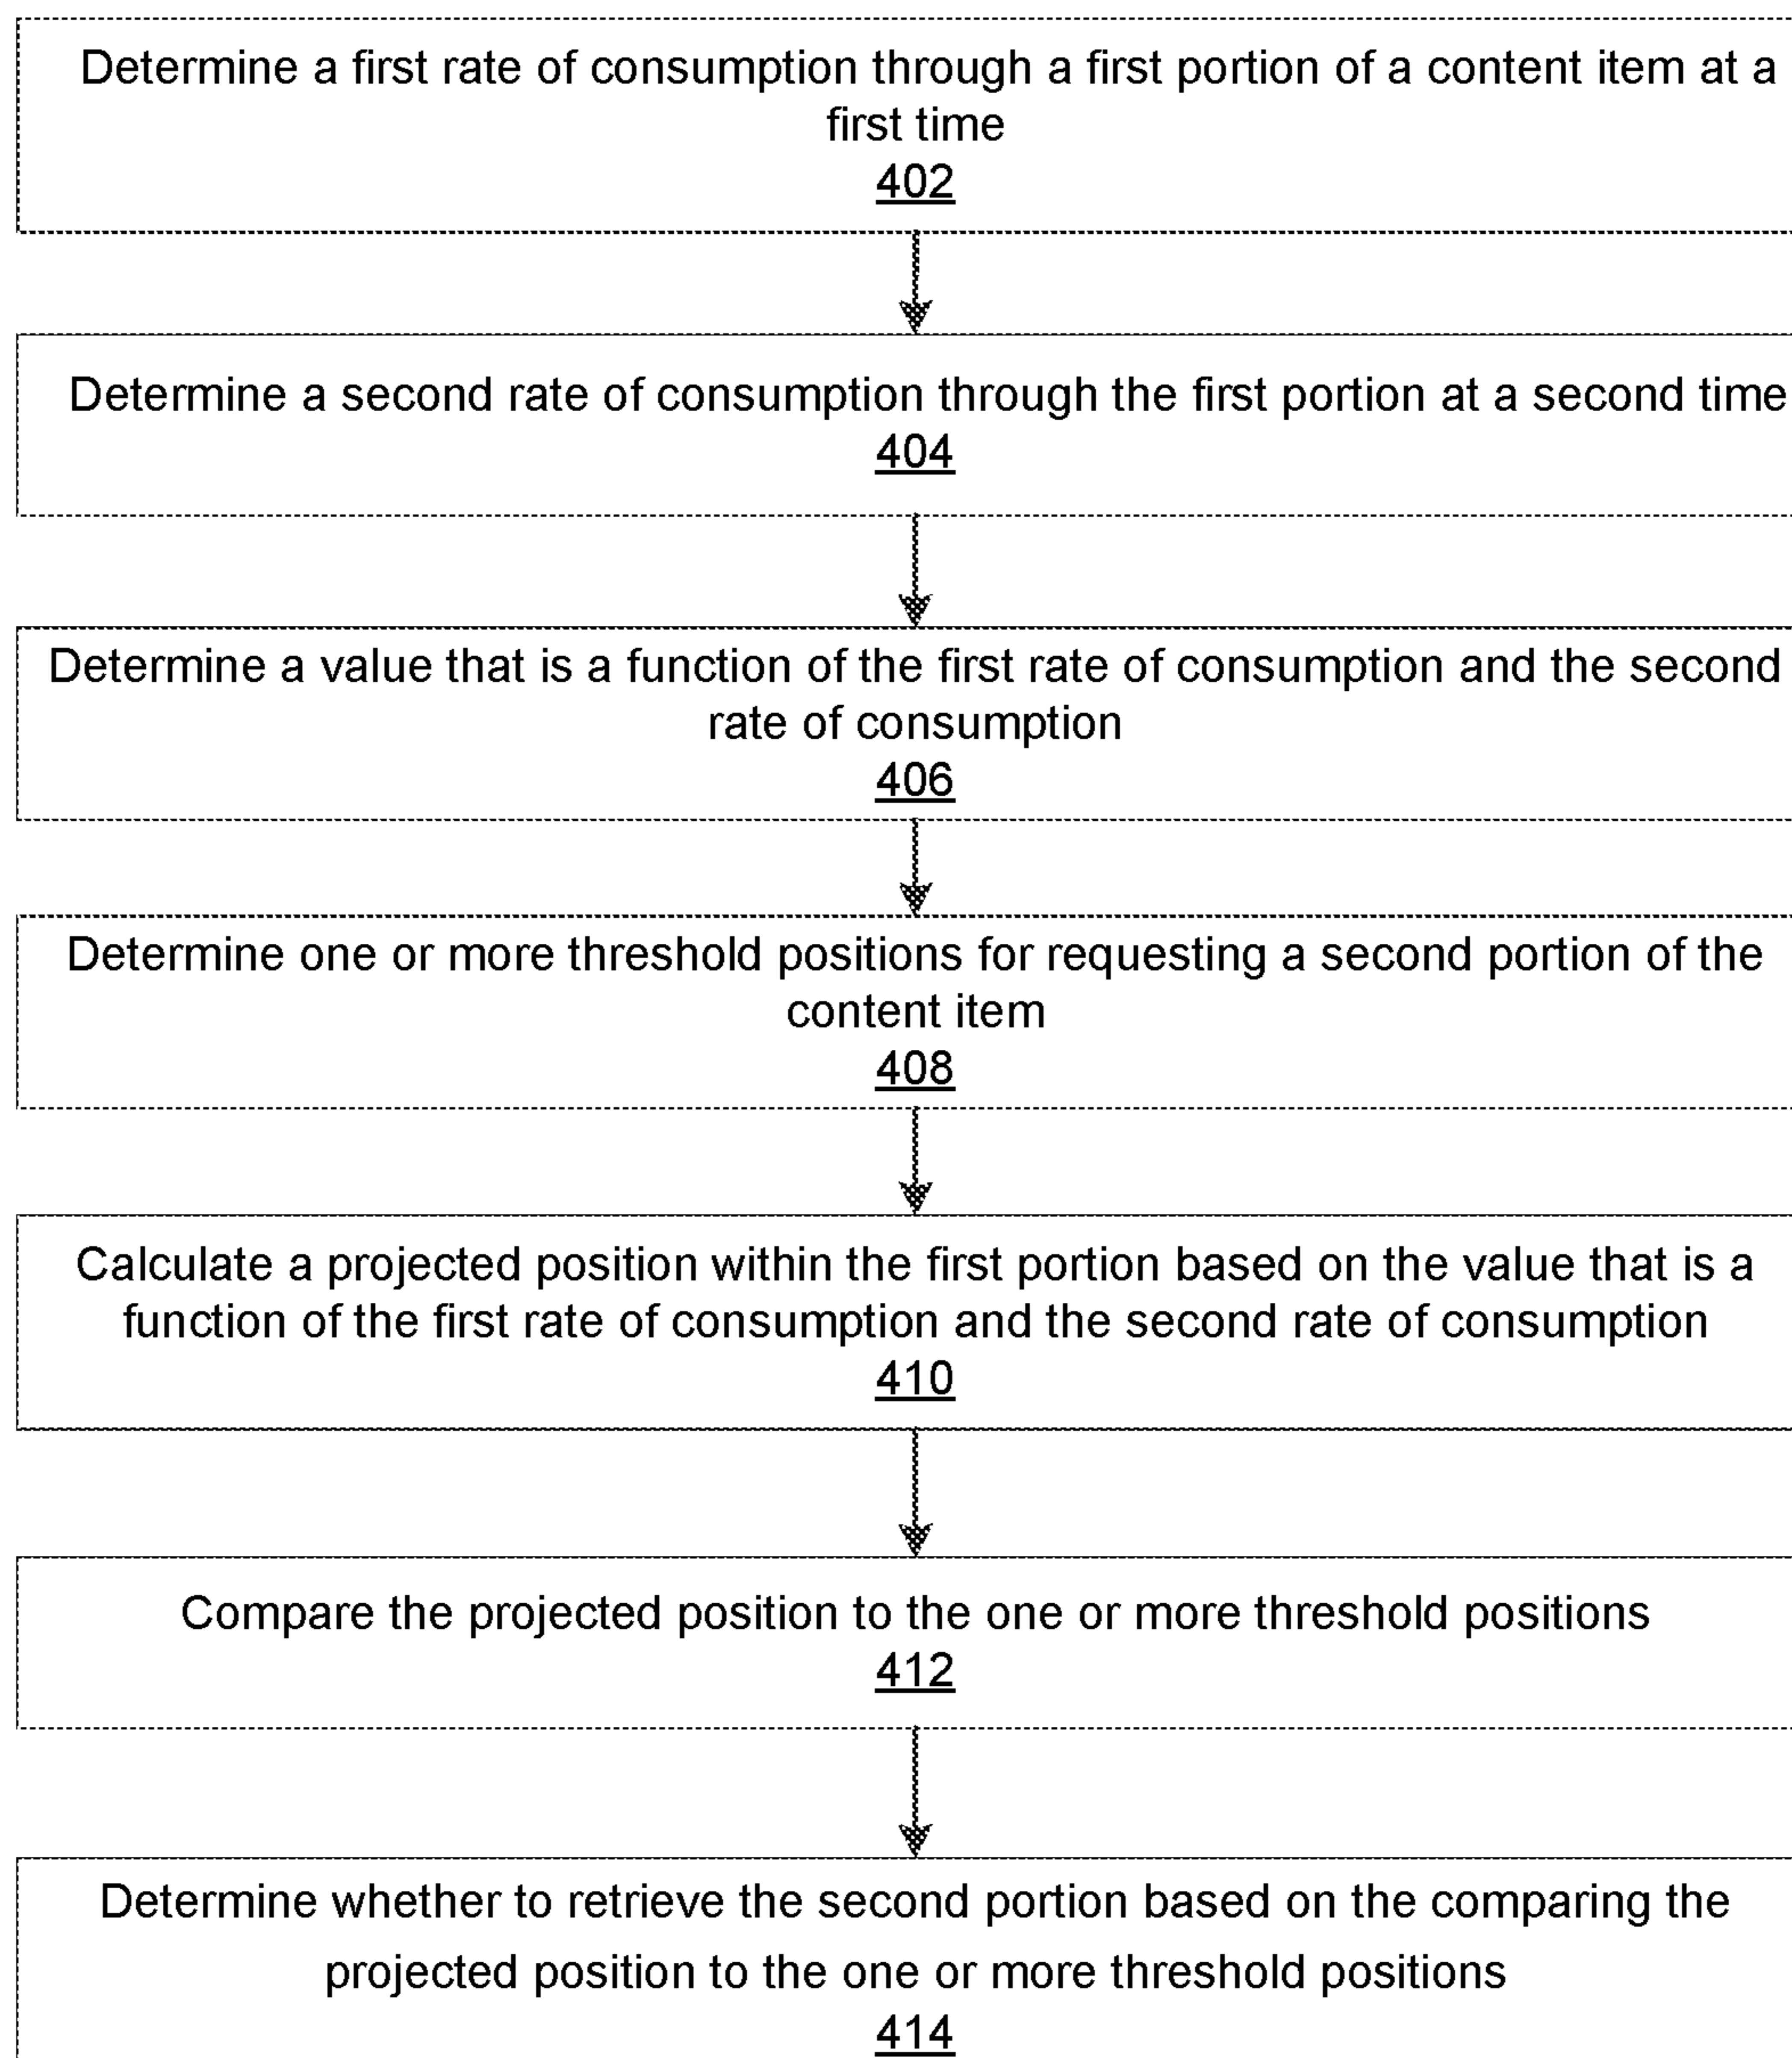 Determine a first rate of consumption through a first portion of a content item at a
first time
402
Determine a second rate of consumption through the first portion at a second time
404
Determine a value that is a function of the first rate of consumption and the second
rate of consumption
406
Determine one or more threshold positions for requesting a second portion of the
content item
408
Calculate a projected position within the first portion based on the value that is a
function of the first rate of consumption and the second rate of consumption
410
Compare the projected position to the one or more threshold positions
412
Determine whether to retrieve the second portion based on the comparing the
projected position to the one or more threshold positions
414